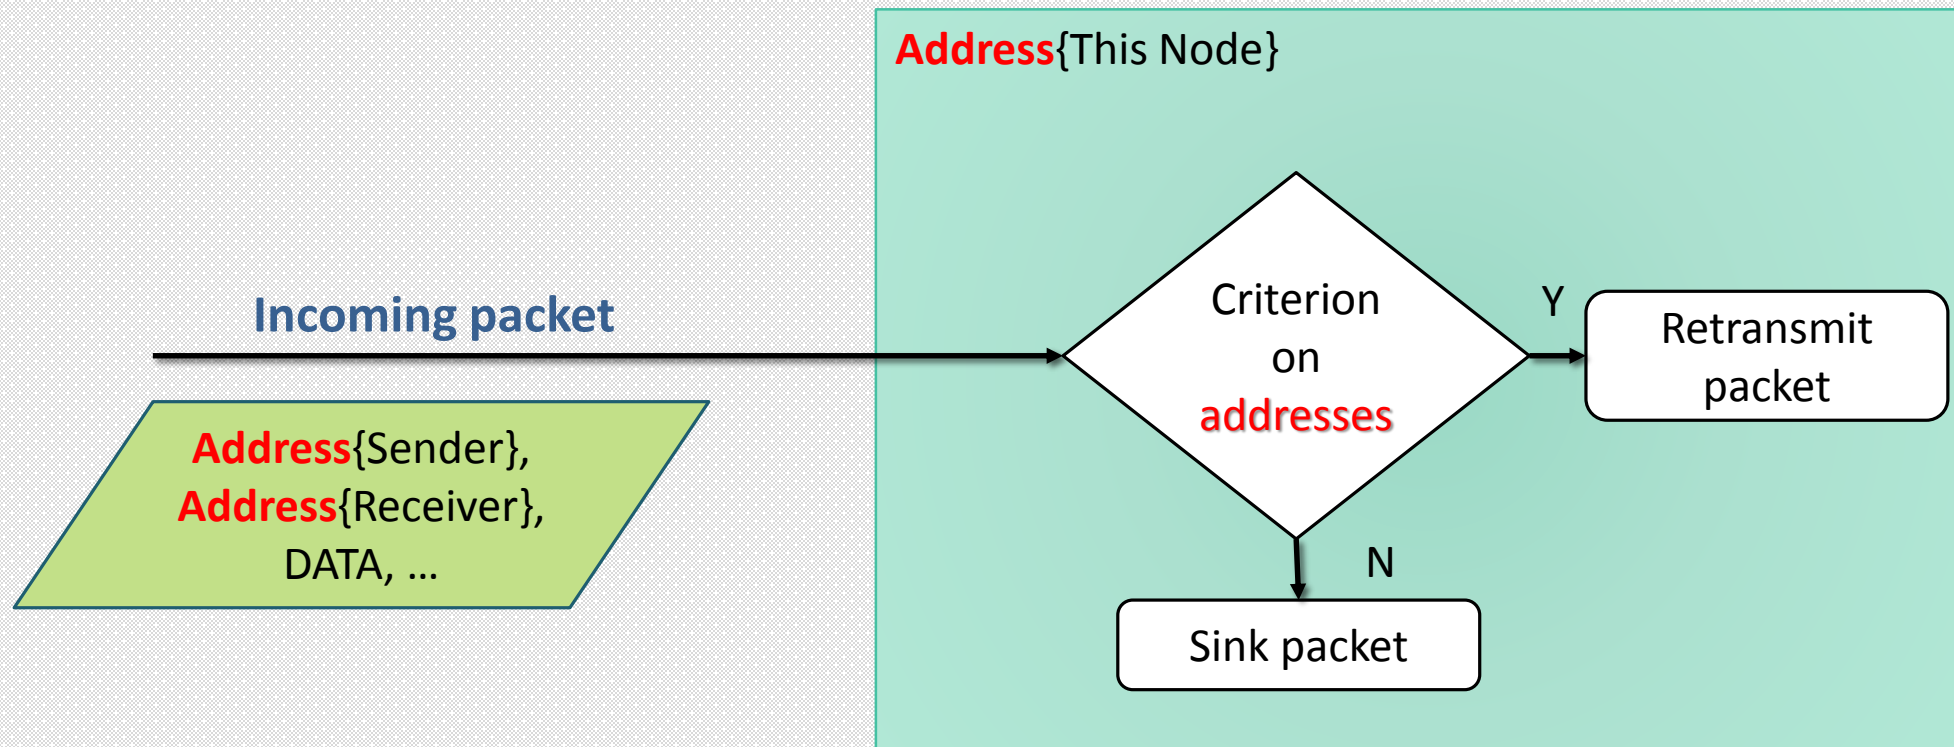 Address{This Node}
Incoming packet
Address{Sender},
Address{Receiver},
DATA, ...
Criterion
on
addresses
Y
Retransmit
packet
N
Sink packet